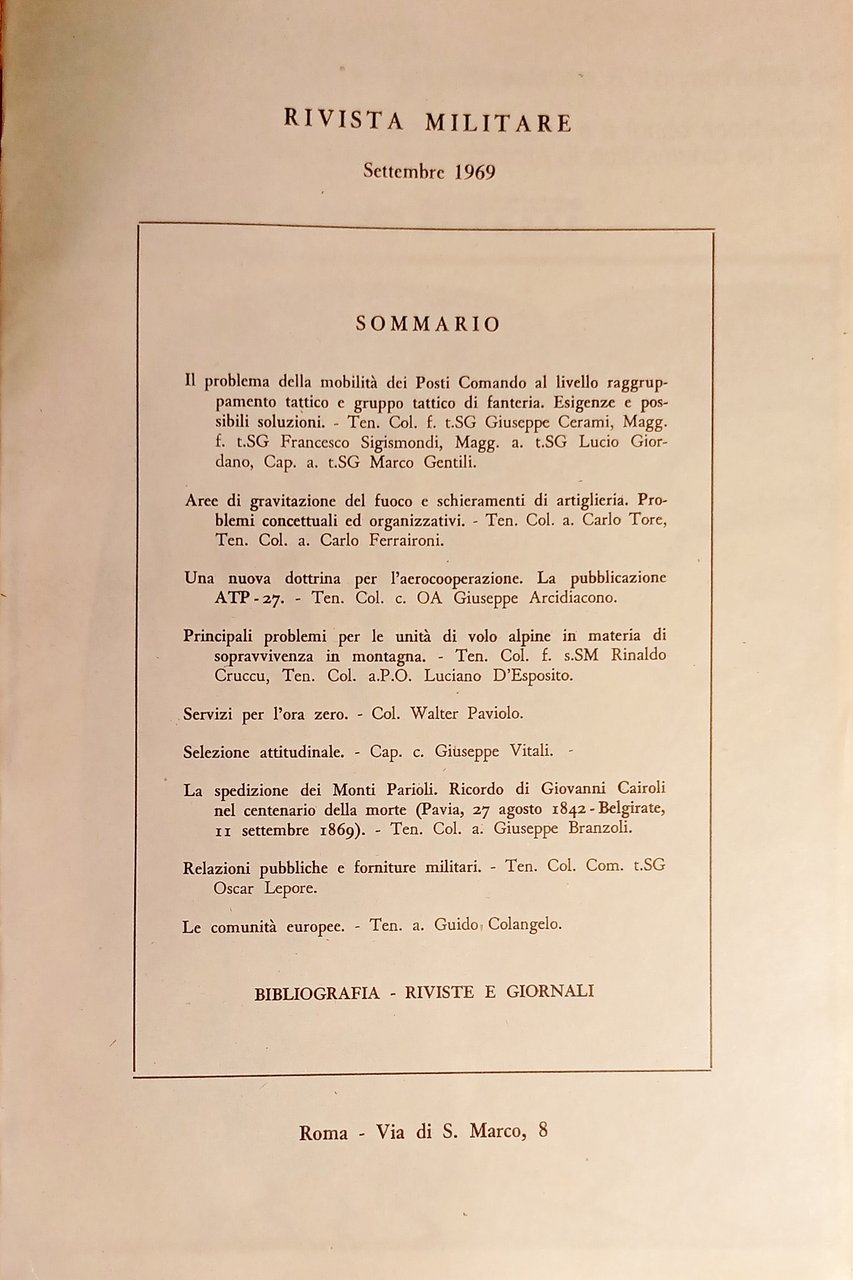 RIVISTA MILITARE
Settembre 1969
SOMMARIO
Il problema della mobilità dei Posti Comando al livello raggrup-
pamento tattico e gruppo tattico di fanteria. Esigenze e pos-
sibili soluzioni. - Ten. Col. f. t.SG Giuseppe Cerami, Magg.
f. t.SG Francesco Sigismondi, Magg. a. t.SG Lucio Gior-
dano, Cap. a. t.SG Marco Gentili.
Aree di gravitazione del fuoco e schieramenti di artiglieria. Pro-
blemi concettuali ed organizzativi. - Ten. Col. a. Carlo Tore,
Ten. Col. a. Carlo Ferraironi.
Una nuova dottrina per l'aerocooperazione. La pubblicazione
ATP - 27. - Ten. Col. c. OA Giuseppe Arcidiacono.
Principali problemi per le unità di volo alpine in materia di
sopravvivenza in montagna. - Ten. Col. f. s.SM Rinaldo
Cruccu, Ten. Col. a.P.O. Luciano D'Esposito.
Servizi per l'ora zero. - Col. Walter Paviolo.
Selezione attitudinale. - Cap. c. Giuseppe Vitali. -
La spedizione dei Monti Parioli. Ricordo di Giovanni Cairoli
nel centenario della morte (Pavia, 27 agosto 1842 - Belgirate,
11 settembre 1869). - Ten. Col. a. Giuseppe Branzoli.
Relazioni pubbliche e forniture militari. - Ten. Col. Com. t.SG
Oscar Lepore.
Le comunità europee. - Ten. a. Guido Colangelo.
BIBLIOGRAFIA - RIVISTE E GIORNALI
Roma - Via di S. Marco, 8